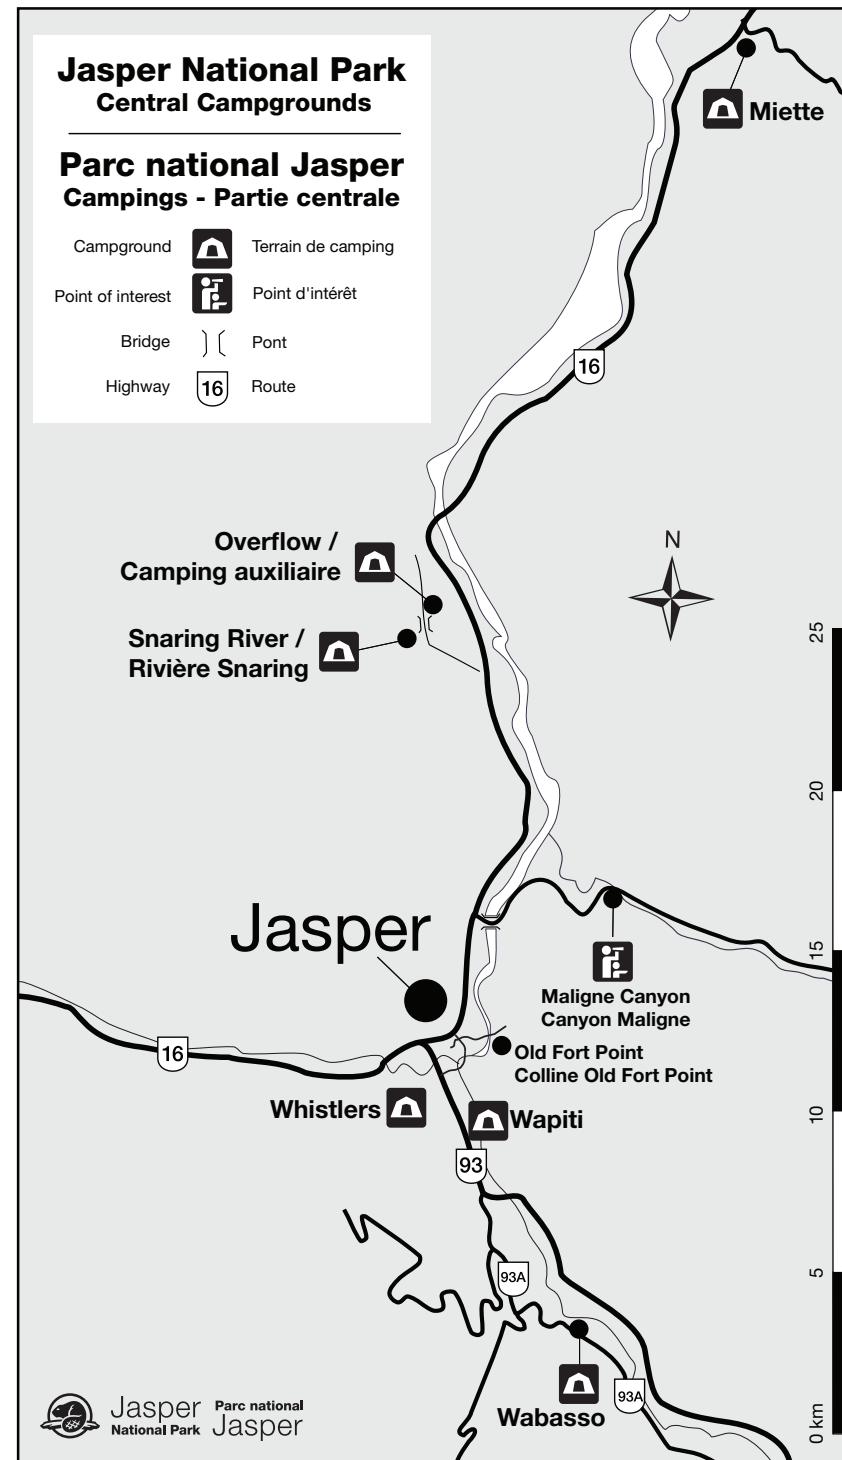 Jasper National Park
Central Campgrounds
Parc national Jasper
Campings - Partie centrale
Campground Terrain de camping
Point of interest Point d'intérêt
Bridge Pont
Highway 16 Route
Miette
16
Overflow /
Camping auxiliaire
N
Snaring River /
Rivière Snaring
25
20
Jasper
15
Maligne Canyon
Canyon Maligne
16
Old Fort Point
Colline Old Fort Point
Whistlers
Wapiti
10
93
5
93A
Wabasso
93A
0 km
Jasper
National Park
Parc national
Jasper